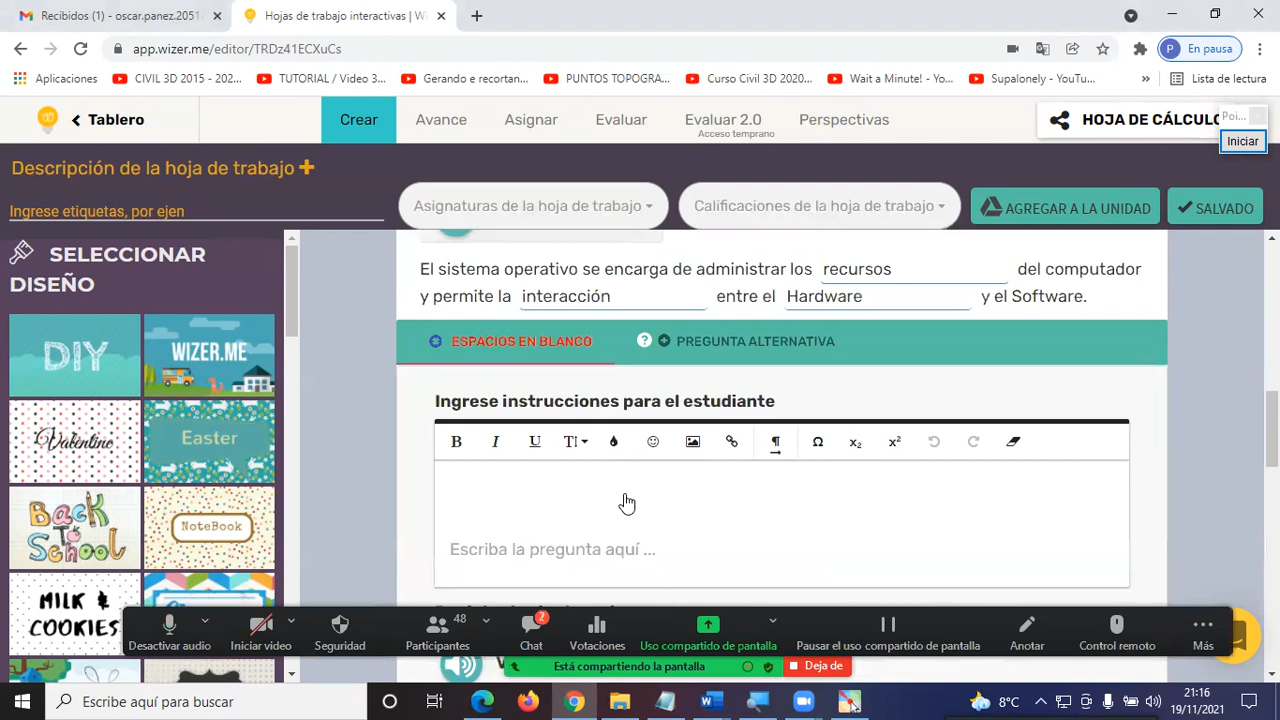 Recibidos (1) - oscar.panez.2051
Hojas de trabajo interactivas | Wi
app.wizer.me/editor/TRDz41ECXuCs
En pausa
P
Aplicaciones
CIVIL 3D 2015 - 202...
TUTORIAL / Video 3...
Gerando e recortan...
PUNTOS TOPOGRA...
Curso Civil 3D 2020...
Wait a Minute! - Yo...
Supalonely - YouTu...
»
Lista de lectura
Tablero
Crear
Avance
Asignar
Evaluar
Evaluar 2.0
Acceso temprano
Perspectivas
HOJA DE CÁLCULO
Poi...
Iniciar
Descripción de la hoja de trabajo +
Ingrese etiquetas, por ejen
Asignaturas de la hoja de trabajo
Calificaciones de la hoja de trabajo
AGREGAR A LA UNIDAD
SALVADO
SELECCIONAR
DISEÑO
DIY
WIZER.ME
Valentine
Easter
Back
To
School
NoteBook
MILK &
COOKIES
El sistema operativo se encarga de administrar los recursos del computador
y permite la interacción entre el Hardware y el Software.
ESPACIOS EN BLANCO
? PREGUNTA ALTERNATIVA
Ingrese instrucciones para el estudiante
B I U T Ω x₂ x²
Escriba la pregunta aquí ...
Desactivar audio
Iniciar video
Seguridad
48
Participantes
2
Chat
Votaciones
Uso compartido de pantalla
Pausar el uso compartido de pantalla
Anotar
Control remoto
Más
Está compartiendo la pantalla
Deja de
Escribe aquí para buscar
8°C
21:16
19/11/2021